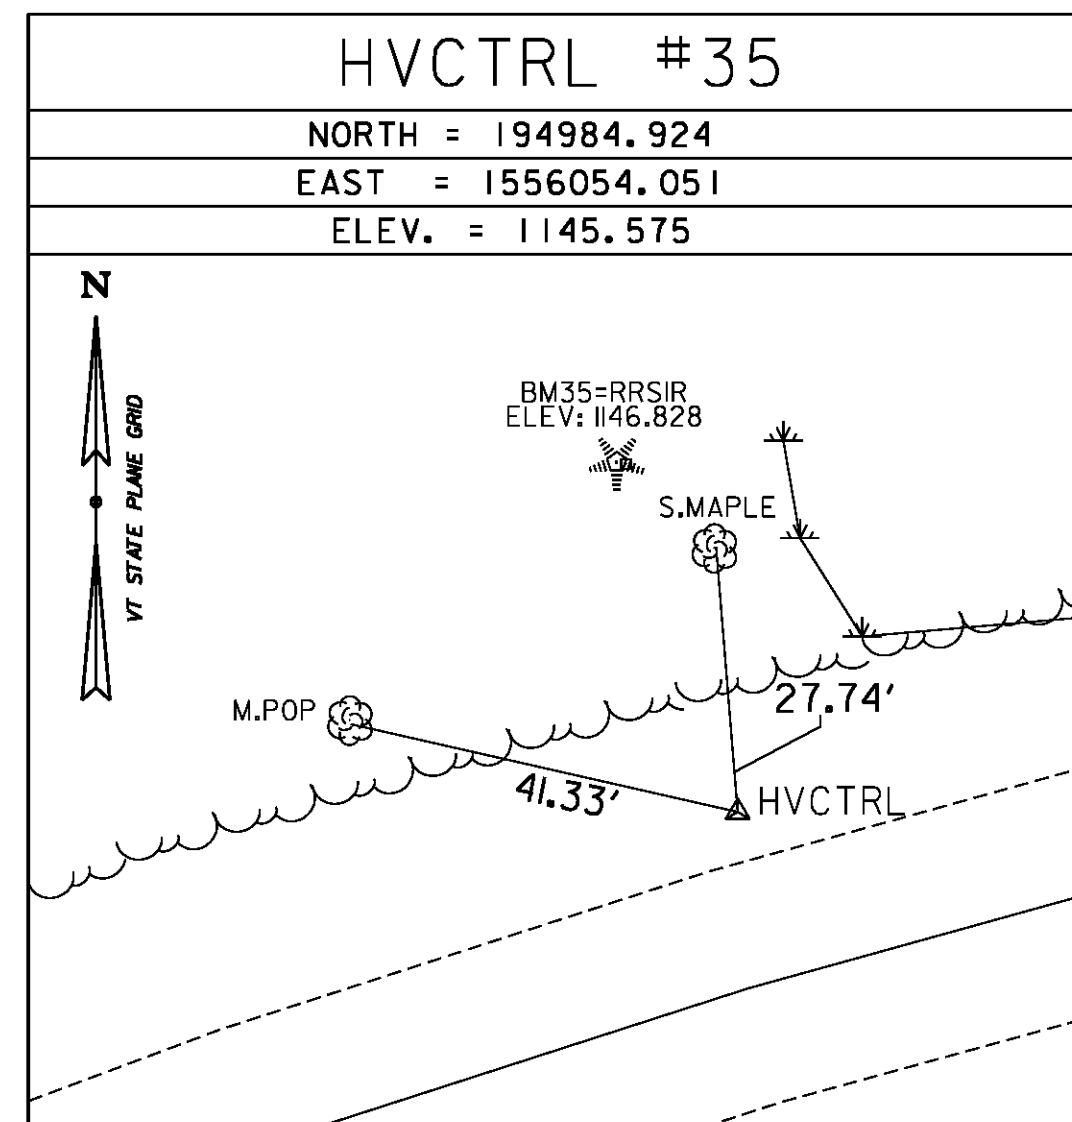 HVCTRL #35
NORTH = 194984.924
EAST = 1556054.051
ELEV. = 1145.575
N
VT STATE PLANE GRID
BM35=RRSIR
ELEV: 1146.828
S.MAPLE
M.POP
27.74'
41.33'
HVCTRL